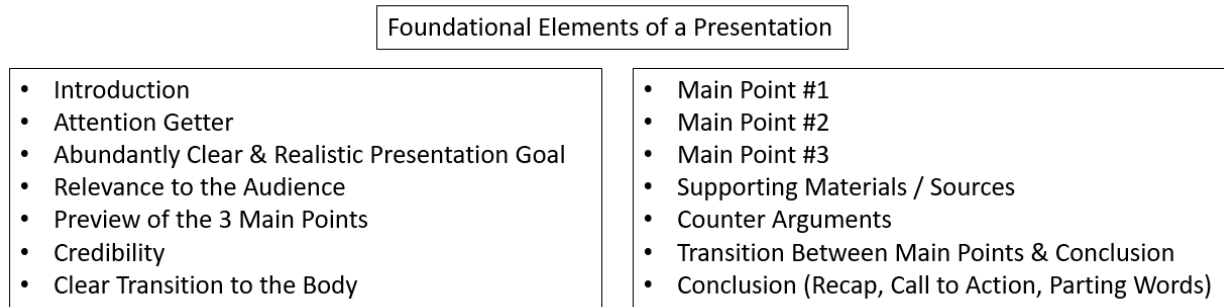 Foundational Elements of a Presentation
• Introduction
• Attention Getter
• Abundantly Clear & Realistic Presentation Goal
• Relevance to the Audience
• Preview of the 3 Main Points
• Credibility
• Clear Transition to the Body
• Main Point #1
• Main Point #2
• Main Point #3
• Supporting Materials / Sources
• Counter Arguments
• Transition Between Main Points & Conclusion
• Conclusion (Recap, Call to Action, Parting Words)